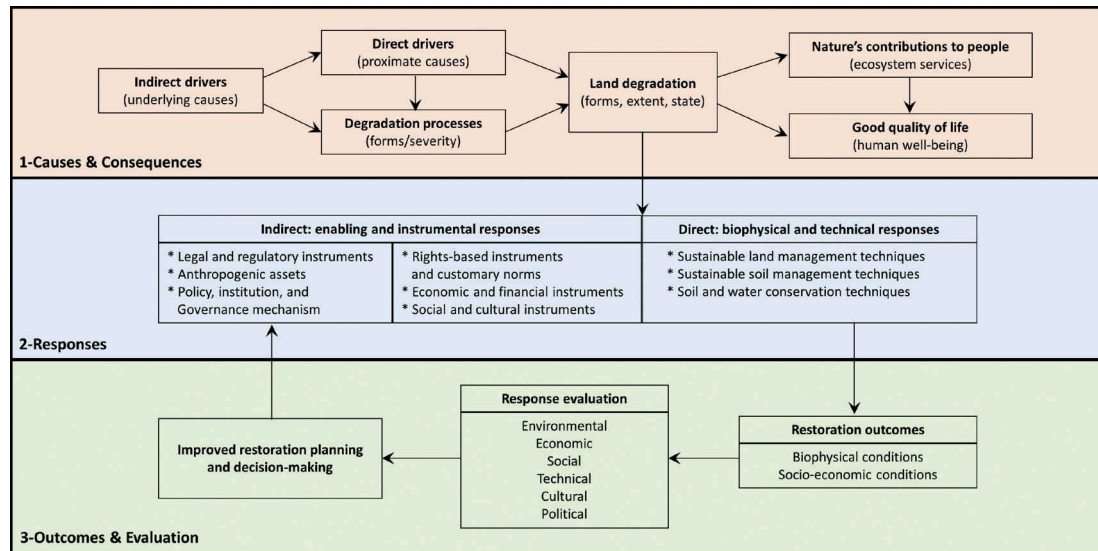 Indirect drivers
(underlying causes)
Direct drivers
(proximate causes)
Degradation processes
(forms/severity)
Land degradation
(forms, extent, state)
Nature's contributions to people
(ecosystem services)
Good quality of life
(human well-being)
1-Causes & Consequences
Indirect: enabling and instrumental responses
* Legal and regulatory instruments
* Anthropogenic assets
* Policy, institution, and
Governance mechanism
* Rights-based instruments
and customary norms
* Economic and financial instruments
* Social and cultural instruments
Direct: biophysical and technical responses
* Sustainable land management techniques
* Sustainable soil management techniques
* Soil and water conservation techniques
2-Responses
Improved restoration planning
and decision-making
Response evaluation
Environmental
Economic
Social
Technical
Cultural
Political
Restoration outcomes
Biophysical conditions
Socio-economic conditions
3-Outcomes & Evaluation